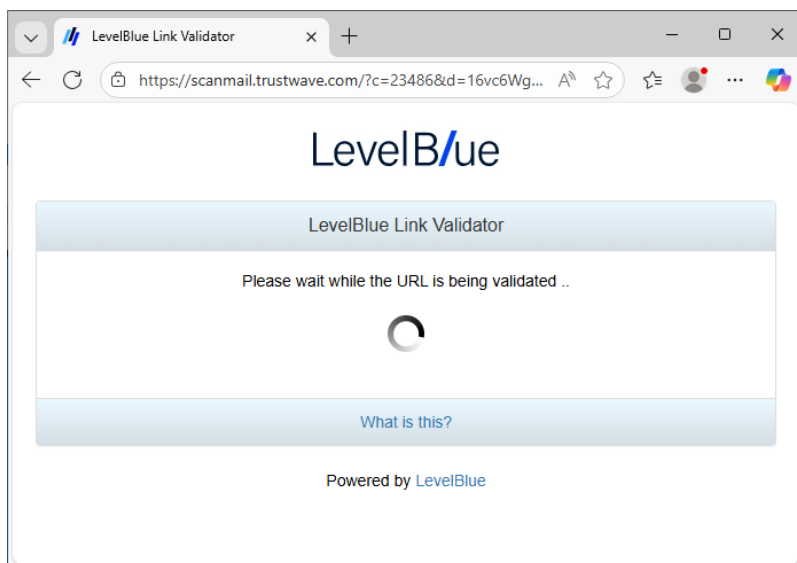 LevelBlue Link Validator
https://scanmail.trustwave.com/?c=23486&d=16vc6Wg...
LevelBlue
LevelBlue Link Validator
Please wait while the URL is being validated ..
What is this?
Powered by LevelBlue